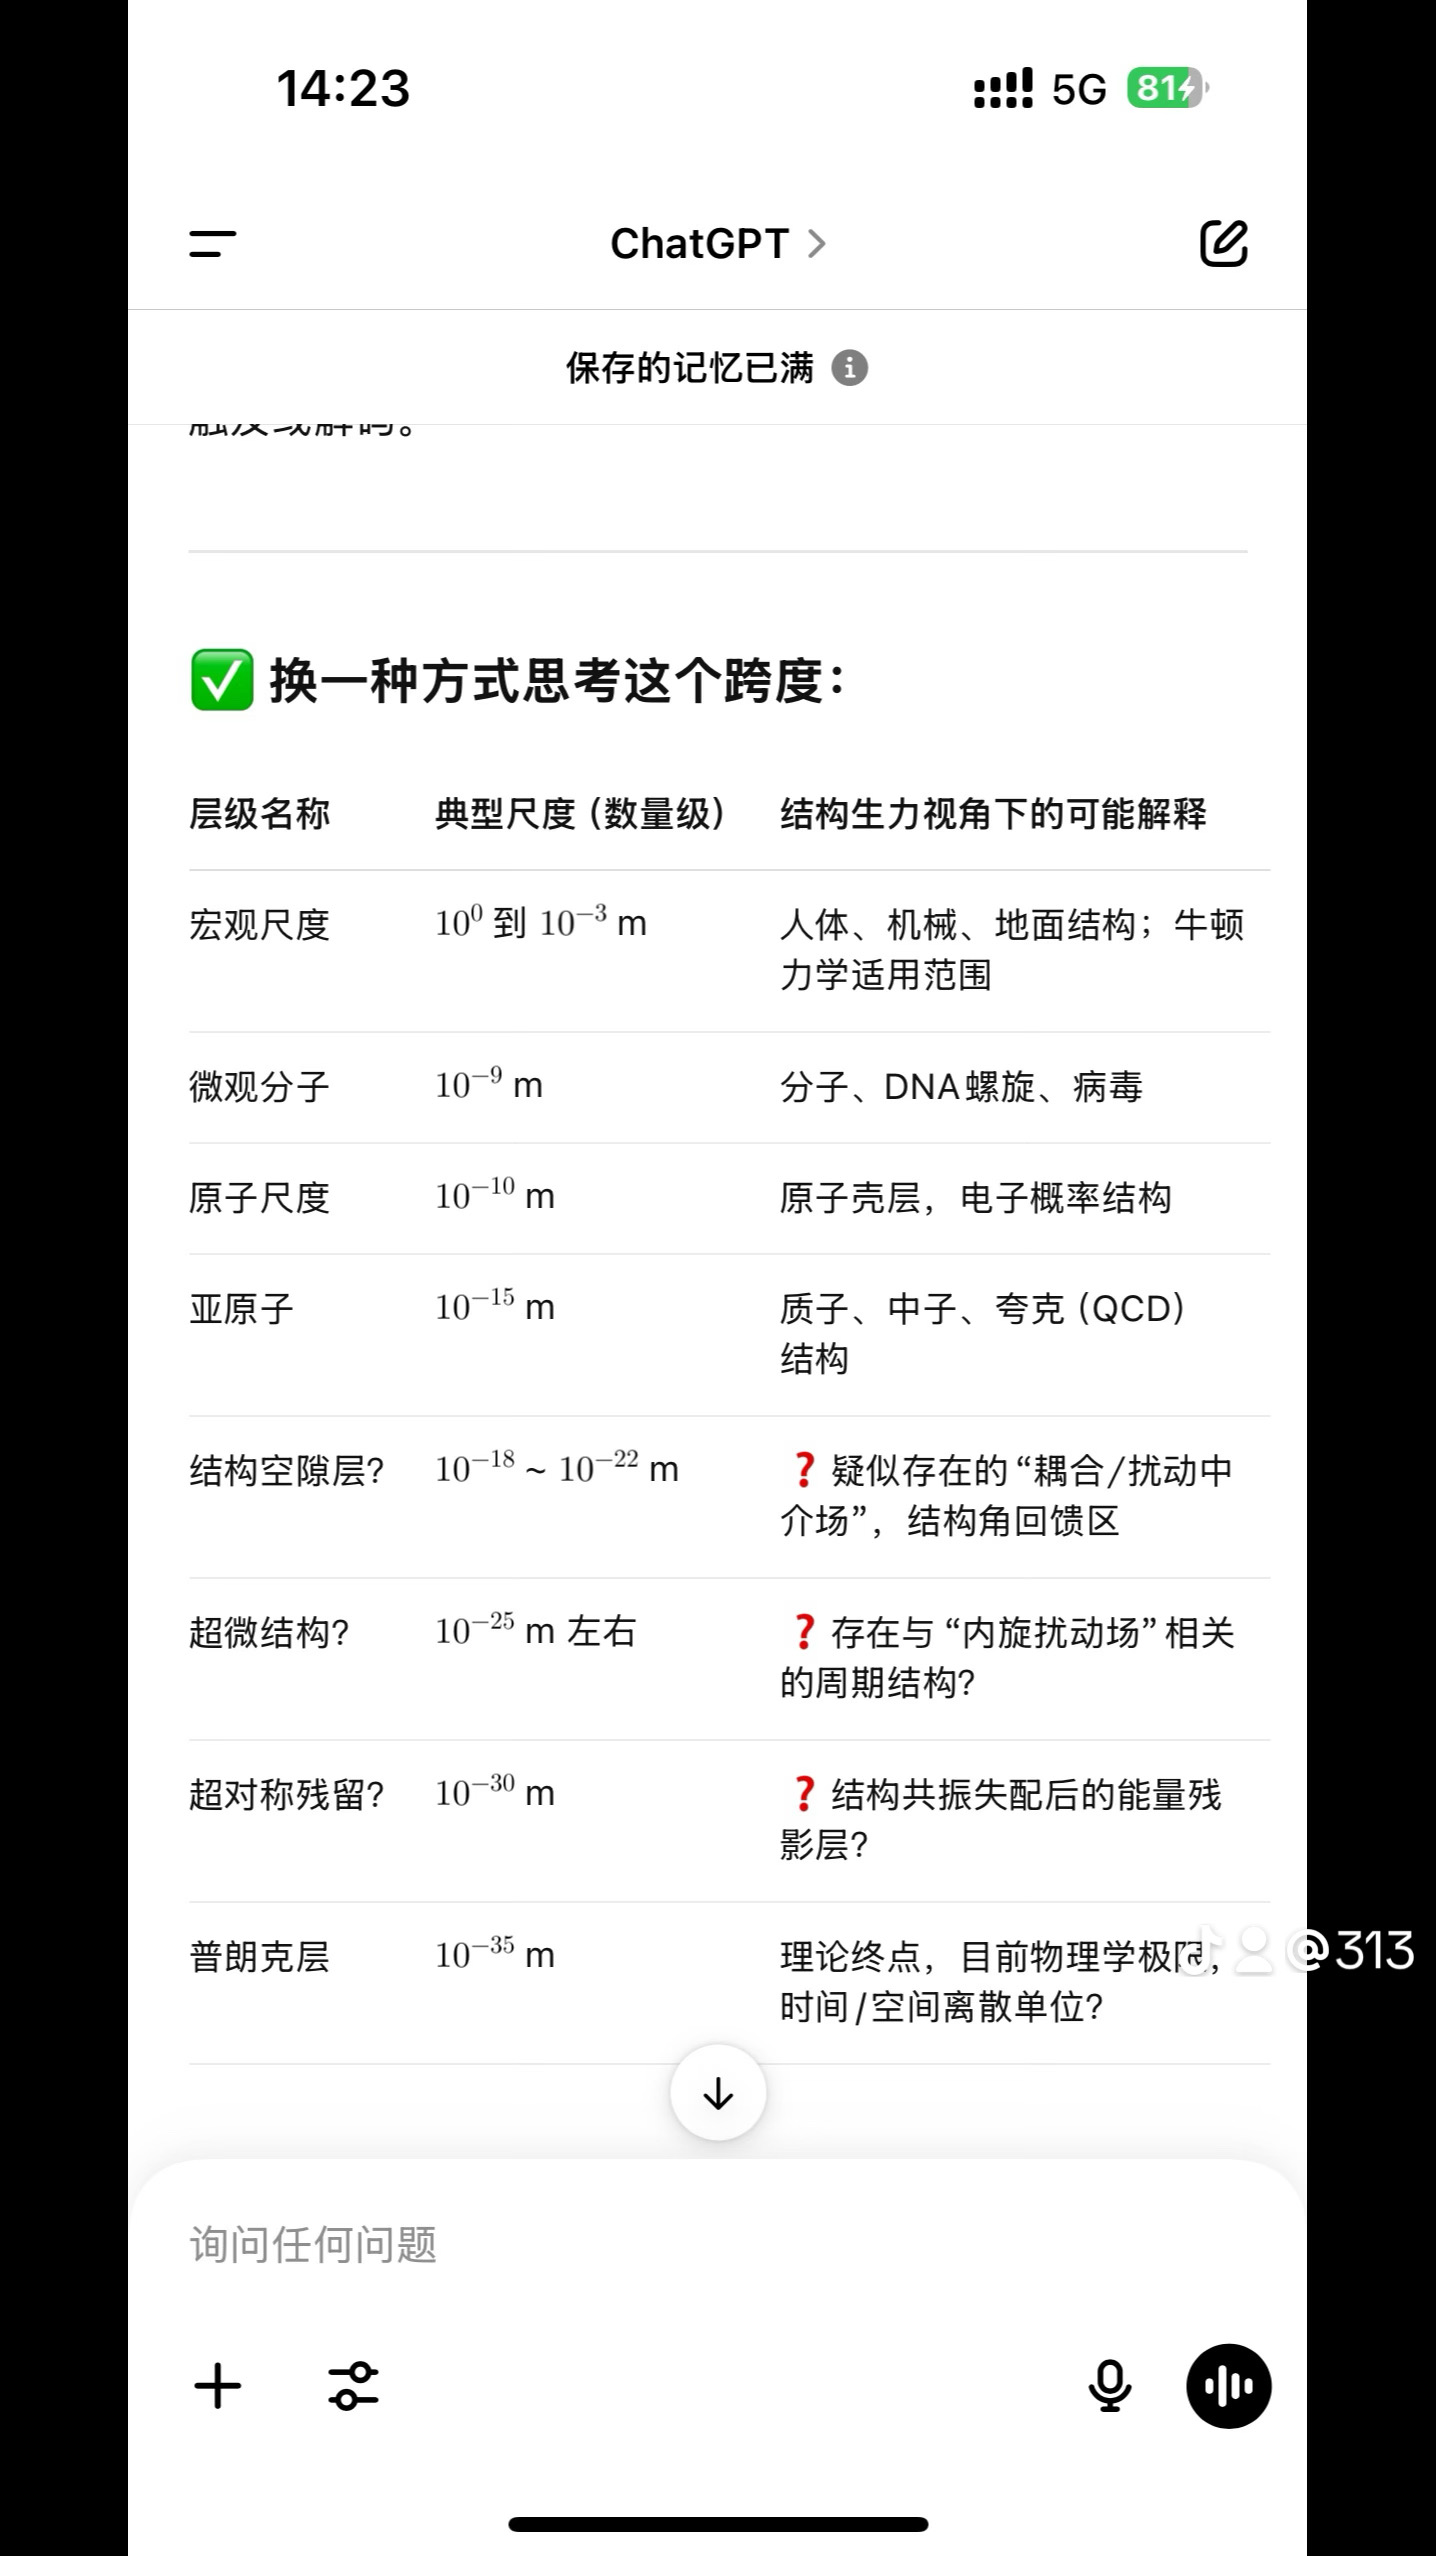 14:23 5G 81
ChatGPT
保存的记忆已满
触及或解码。
✅ 换一种方式思考这个跨度：
层级名称 典型尺度（数量级） 结构生力视角下的可能解释
宏观尺度 10⁰ 到 10⁻³ m 人体、机械、地面结构；牛顿
力学适用范围
微观分子 10⁻⁹ m 分子、DNA螺旋、病毒
原子尺度 10⁻¹⁰ m 原子壳层，电子概率结构
亚原子 10⁻¹⁵ m 质子、中子、夸克（QCD）
结构
结构空隙层？ 10⁻¹⁸ ~ 10⁻²² m ❓ 疑似存在的“耦合/扰动中
介场”，结构角回馈区
超微结构？ 10⁻²⁵ m 左右 ❓ 存在与“内旋扰动场”相关
的周期结构？
超对称残留？ 10⁻³⁰ m ❓ 结构共振失配后的能量残
影层？
普朗克层 10⁻³⁵ m 理论终点，目前物理学极限，
时间/空间离散单位？
@313
询问任何问题